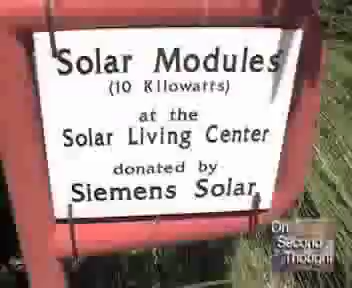 Solar Modules
(10 Kilowatts)
at the
Solar Living Center
donated by
Siemens Solar
On
Second
Thought